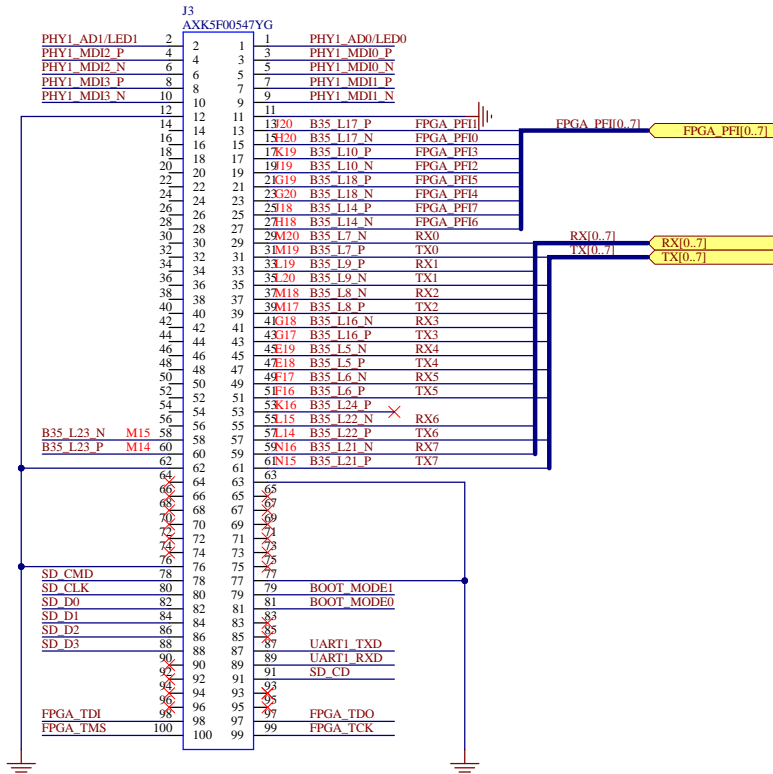 J3
AXK5F00547YG
PHY1_AD1/LED1 2 2 1 1 PHY1_AD0/LED0
PHY1_MDI2_P 4 4 3 3 PHY1_MDI0_P
PHY1_MDI2_N 6 6 5 5 PHY1_MDI0_N
PHY1_MDI3_P 8 8 7 7 PHY1_MDI1_P
PHY1_MDI3_N 10 10 9 9 PHY1_MDI1_N
12 12 11 11
14 14 13 13 J20 B35_L17_P FPGA_PFI1 FPGA_PFI[0..7] FPGA_PFI[0..7]
16 16 15 15 H20 B35_L17_N FPGA_PFI0
18 18 17 17 K19 B35_L10_P FPGA_PFI3
20 20 19 19 J19 B35_L10_N FPGA_PFI2
22 22 21 21 G19 B35_L18_P FPGA_PFI5
24 24 23 23 G20 B35_L18_N FPGA_PFI4
26 26 25 25 J18 B35_L14_P FPGA_PFI7
28 28 27 27 H18 B35_L14_N FPGA_PFI6
30 30 29 29 M20 B35_L7_N RX0 RX[0..7] RX[0..7]
32 32 31 31 M19 B35_L7_P TX0 TX[0..7] TX[0..7]
34 34 33 33 L19 B35_L9_P RX1
36 36 35 35 L20 B35_L9_N TX1
38 38 37 37 M18 B35_L8_N RX2
40 40 39 39 M17 B35_L8_P TX2
42 42 41 41 G18 B35_L16_N RX3
44 44 43 43 G17 B35_L16_P TX3
46 46 45 45 E19 B35_L5_N RX4
48 48 47 47 E18 B35_L5_P TX4
50 50 49 49 F17 B35_L6_N RX5
52 52 51 51 F16 B35_L6_P TX5
54 54 53 53 K16 B35_L24_P
56 56 55 55 L15 B35_L22_N RX6
B35_L23_N M15 58 58 57 57 L14 B35_L22_P TX6
B35_L23_P M14 60 60 59 59 N16 B35_L21_N RX7
62 62 61 61 N15 B35_L21_P TX7
64 64 63 63
66 66 65 65
68 68 67 67
70 70 69 69
72 72 71 71
74 74 73 73
76 76 75 75
SD_CMD 78 78 77 77
SD_CLK 80 80 79 79 BOOT_MODE1
SD_D0 82 82 81 81 BOOT_MODE0
SD_D1 84 84 83 83
SD_D2 86 86 85 85
SD_D3 88 88 87 87 UART1_TXD
90 90 89 89 UART1_RXD
92 92 91 91 SD_CD
94 94 93 93
96 96 95 95
FPGA_TDI 98 98 97 97 FPGA_TDO
FPGA_TMS 100 100 99 99 FPGA_TCK